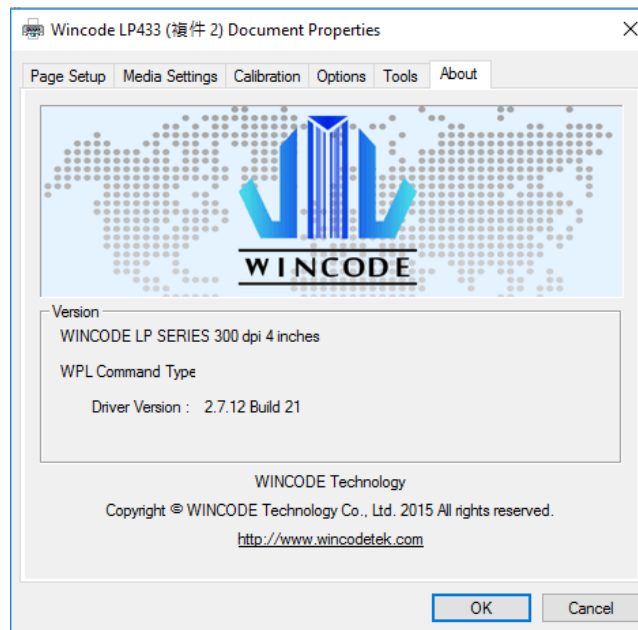 Wincode LP433 (複件 2) Document Properties
Page Setup Media Settings Calibration Options Tools About
WINCODE
Version
WINCODE LP SERIES 300 dpi 4 inches
WPL Command Type
Driver Version : 2.7.12 Build 21
WINCODE Technology
Copyright © WINCODE Technology Co., Ltd. 2015 All rights reserved.
http://www.wincodetek.com
OK Cancel